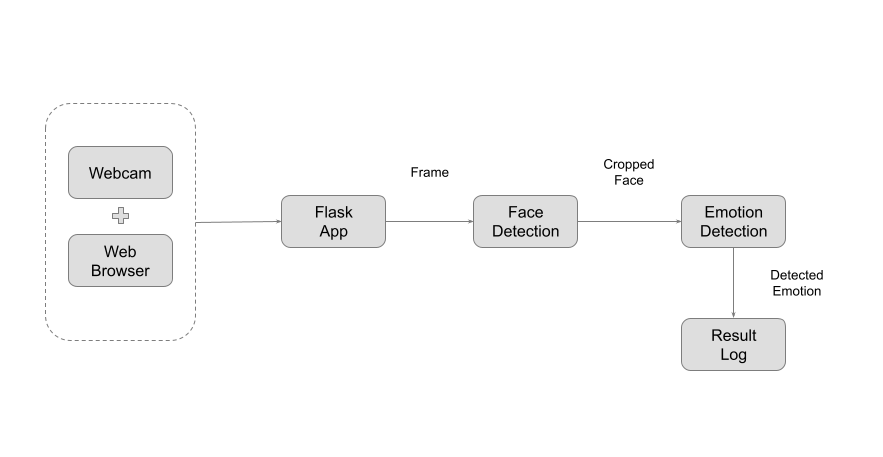 Webcam
Web
Browser
Flask
App
Frame
Face
Detection
Cropped
Face
Emotion
Detection
Detected
Emotion
Result
Log